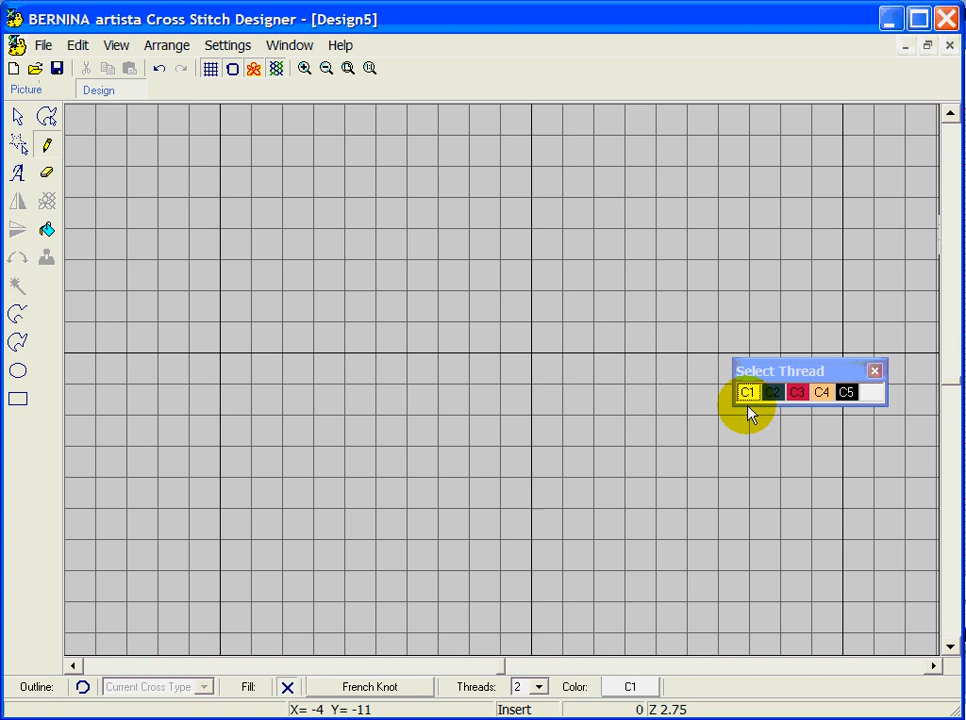 BERNINA artista Cross Stitch Designer - [Design5]
File Edit View Arrange Settings Window Help
Picture Design
Select Thread
C1 C2 C3 C4 C5
Outline: Current Cross Type Fill: French Knot Threads: 2 Color: C1
X= -4 Y= -11 Insert 0 Z 2.75